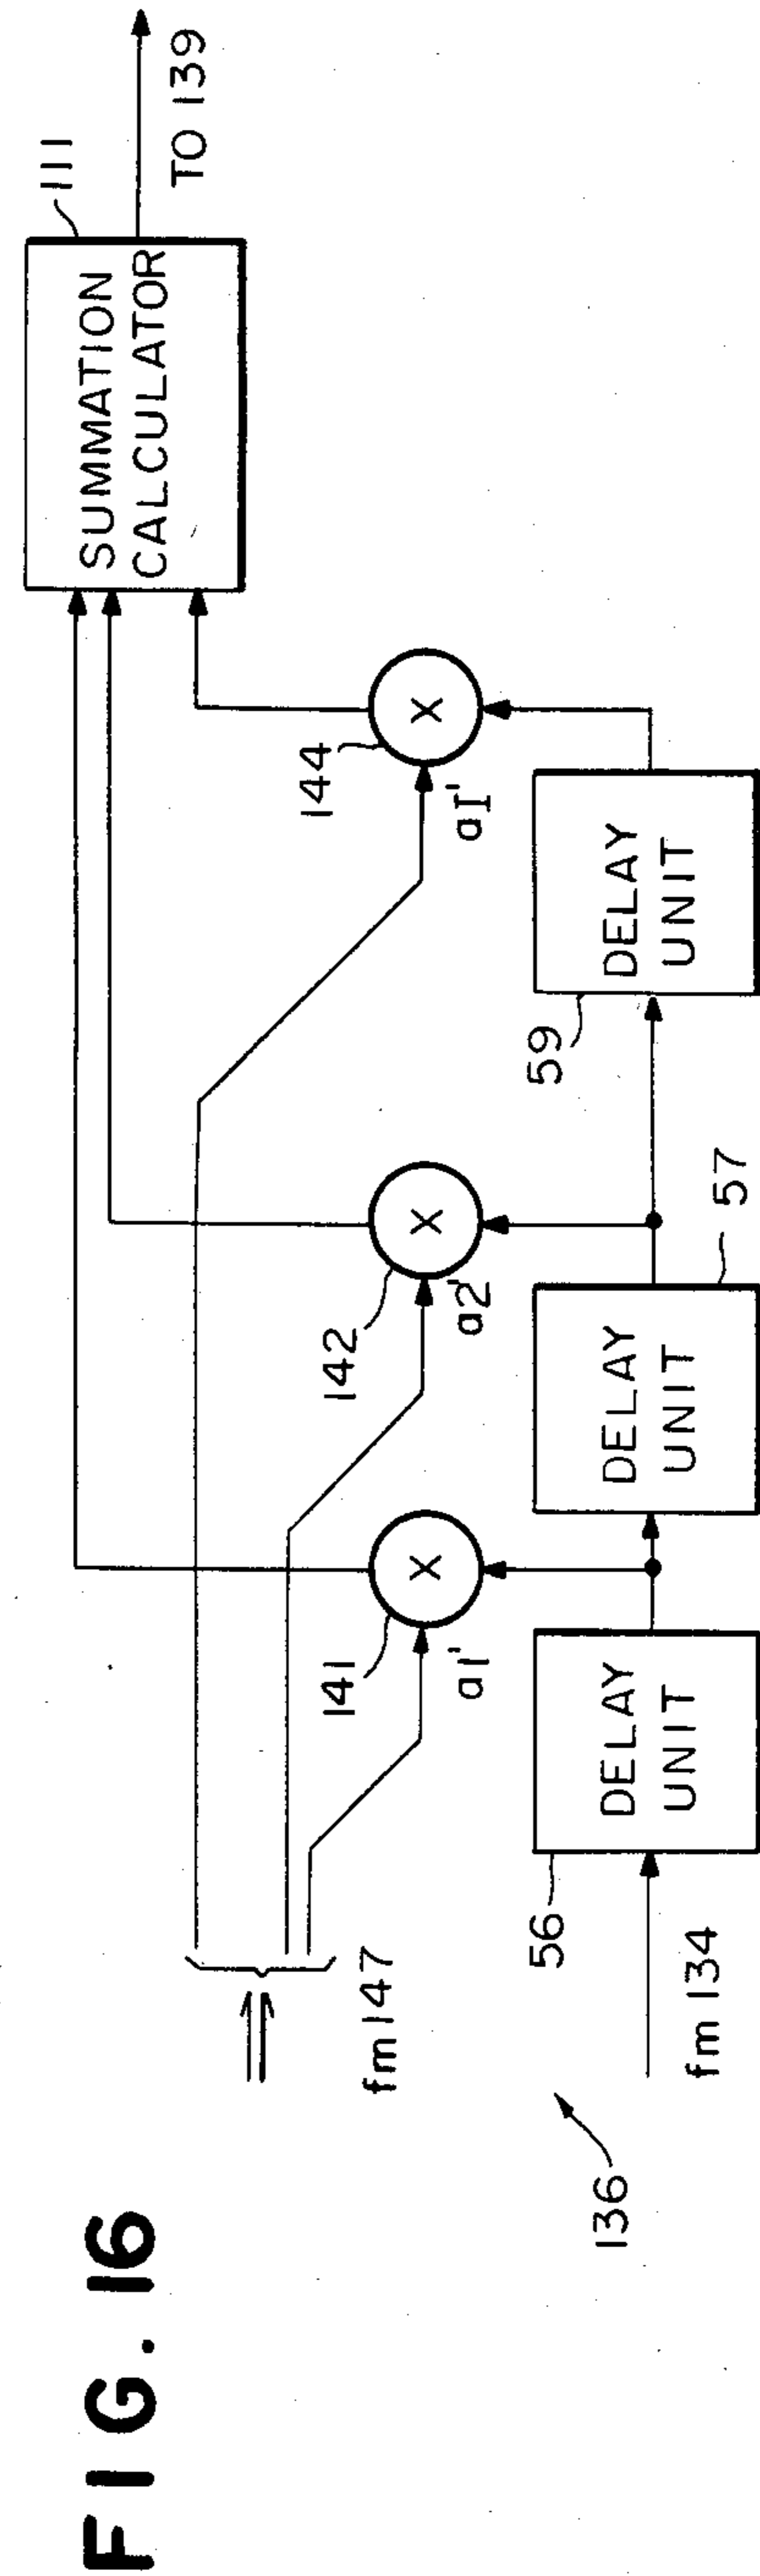 FIG. 16
111
SUMMATION
CALCULATOR
TO 139
144
X
aI'
142
X
a2'
141
X
a1'
fm 147
59
DELAY
UNIT
57
DELAY
UNIT
56
DELAY
UNIT
fm 134
136